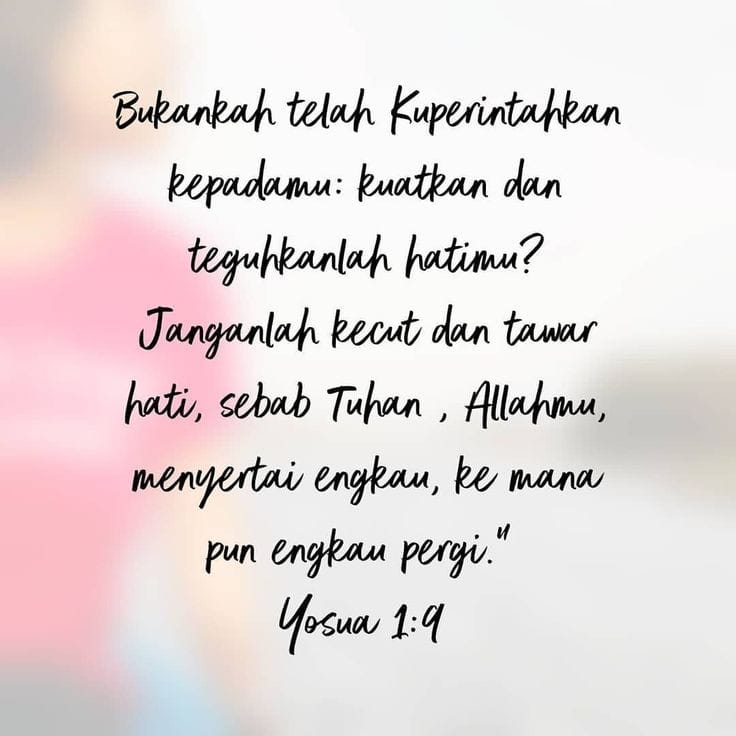 Bukankah telah Kuperintahkan
kepadamu: kuatkan dan
teguhkanlah hatimu?
Janganlah kecut dan tawar
hati, sebab Tuhan , Allahmu,
menyertai engkau, ke mana
pun engkau pergi."
Yosua 1:9